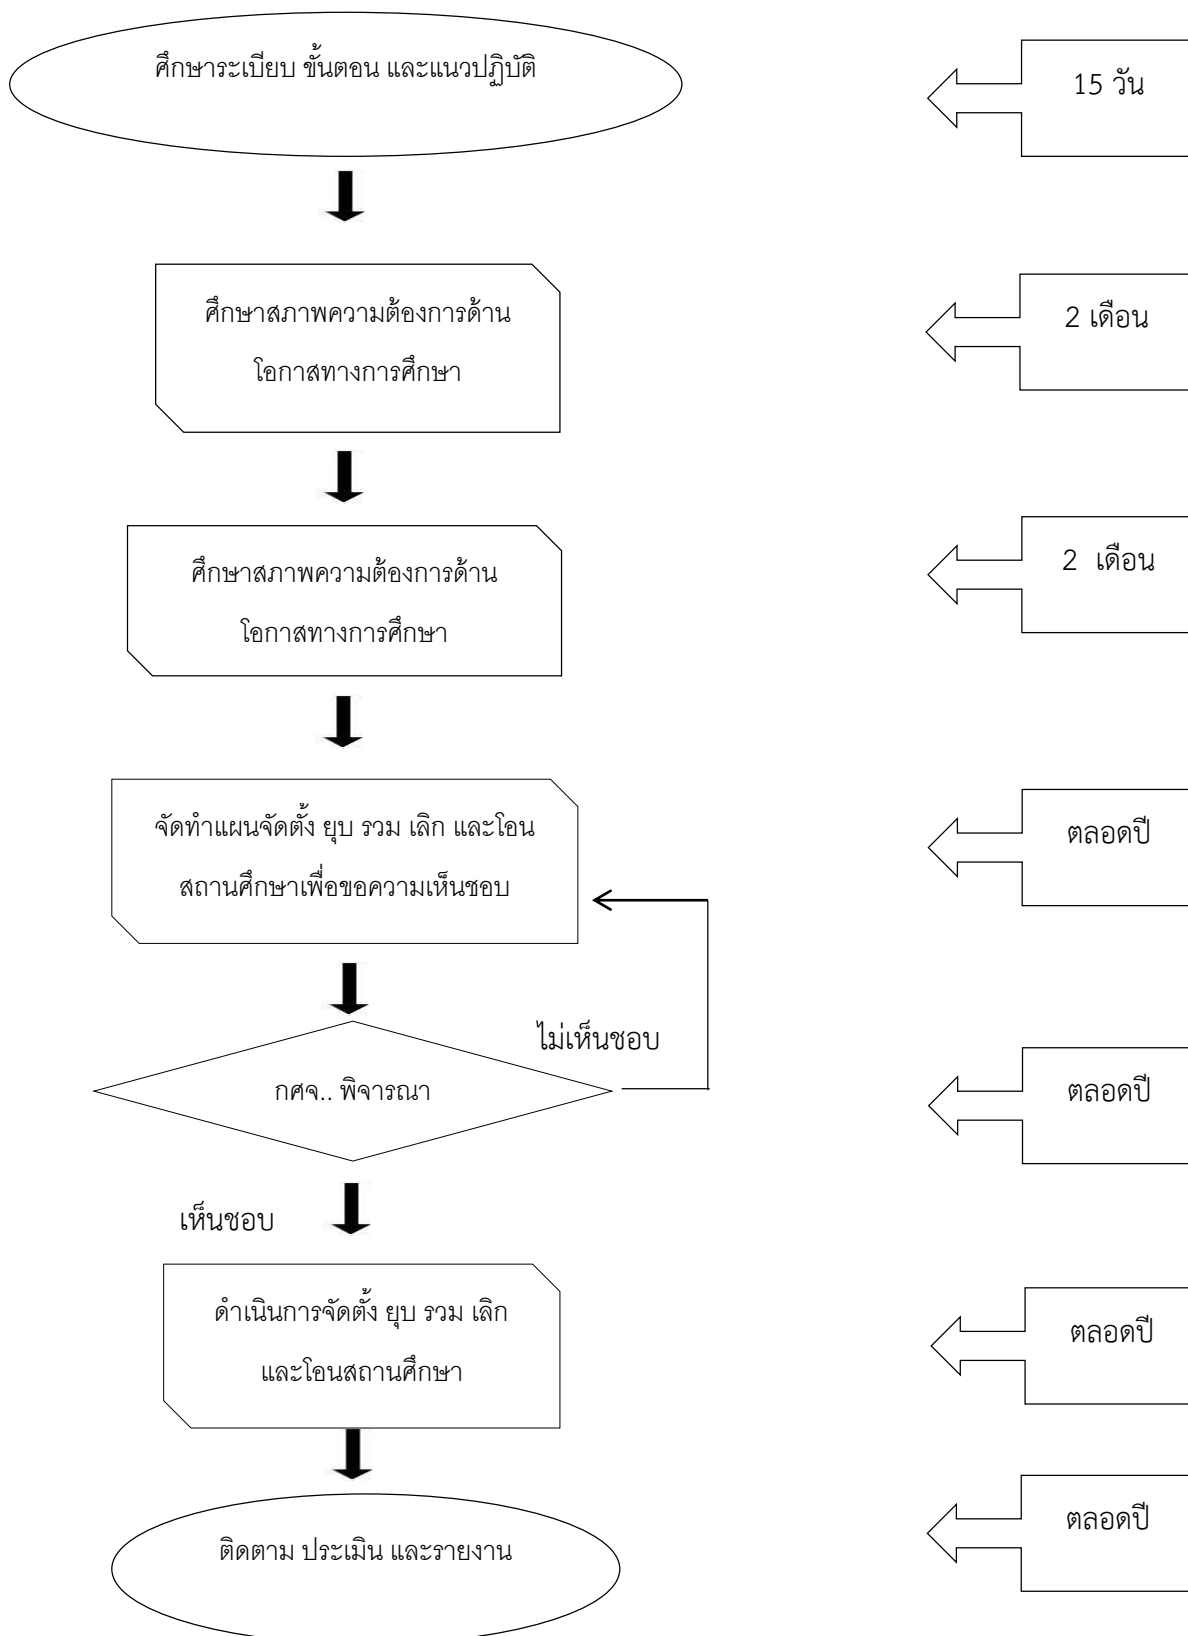 ศึกษาระเบียบ ขั้นตอน และแนวปฏิบัติ
15 วัน
ศึกษาสภาพความต้องการด้าน
โอกาสทางการศึกษา
2 เดือน
ศึกษาสภาพความต้องการด้าน
โอกาสทางการศึกษา
2 เดือน
จัดทำแผนจัดตั้ง ยุบ รวม เลิก และโอน
สถานศึกษาเพื่อขอความเห็นชอบ
ตลอดปี
ไม่เห็นชอบ
กศจ.. พิจารณา
ตลอดปี
เห็นชอบ
ดำเนินการจัดตั้ง ยุบ รวม เลิก
และโอนสถานศึกษา
ตลอดปี
ติดตาม ประเมิน และรายงาน
ตลอดปี